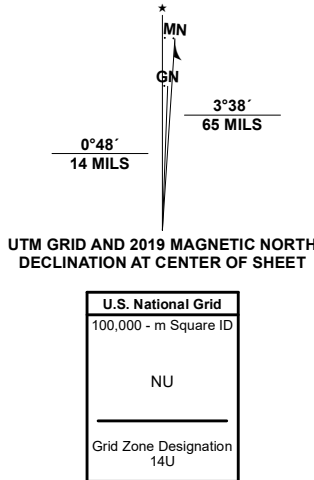 ★
MN
GN
3°38´
65 MILS
0°48´
14 MILS
UTM GRID AND 2019 MAGNETIC NORTH
DECLINATION AT CENTER OF SHEET
U.S. National Grid
100,000 - m Square ID
NU
Grid Zone Designation
14U